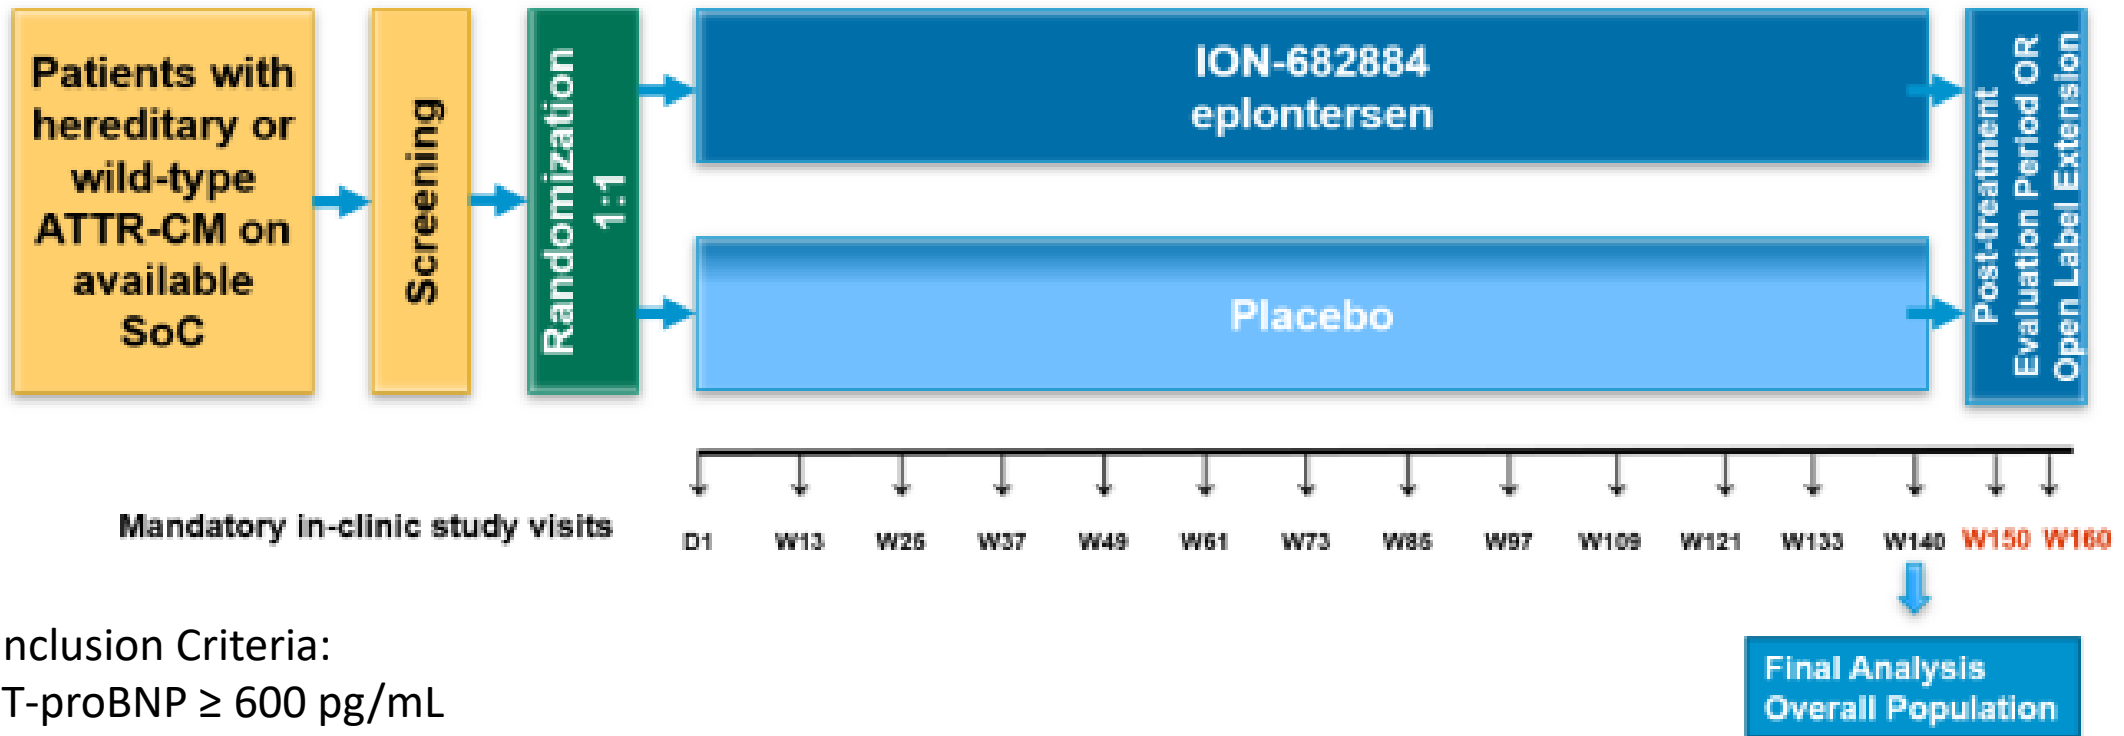 Patients with
hereditary or
wild-type
ATTR-CM on
available
SoC
Screening
Randomization
1:1
ION-682884
eplontersen
Placebo
Post-treatment
Evaluation Period OR
Open Label Extension
Mandatory in-clinic study visits
D1 W13 W25 W37 W49 W61 W73 W85 W97 W109 W121 W133 W140 W150 W160
Final Analysis
Overall Population
nclusion Criteria:
T-proBNP ≥ 600 pg/mL